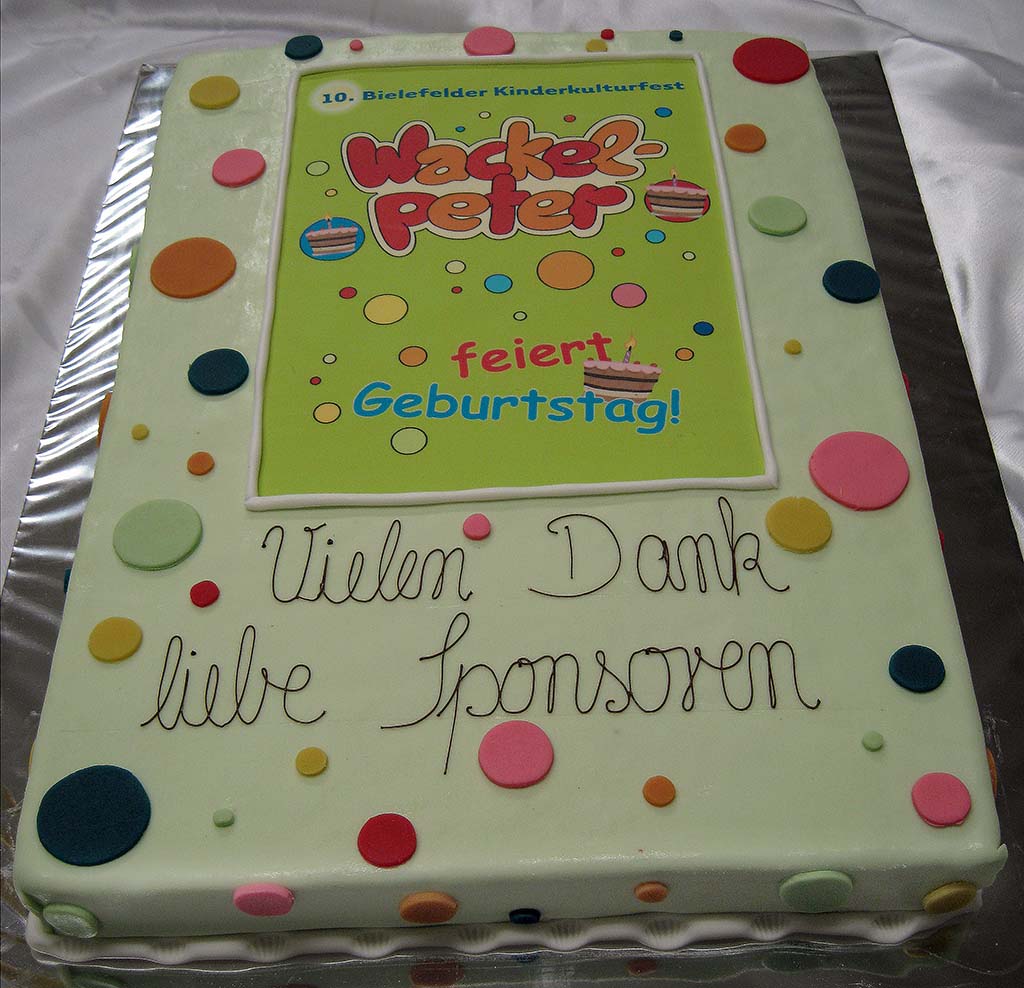 10. Bielefelder Kinderkulturfest
Wackel-
peter
feiert
Geburtstag!
Vielen Dank
liebe Sponsoren